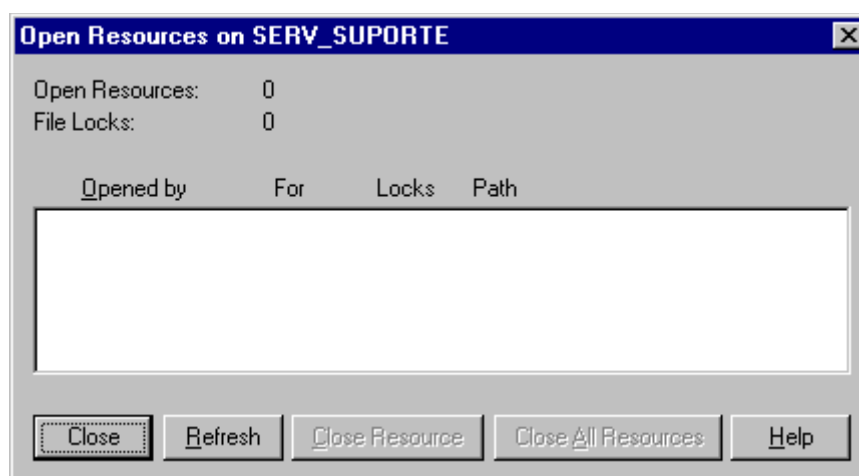 Open Resources on SERV_SUPORTE
Open Resources: 0
File Locks: 0
Opened by For Locks Path
Close Refresh Close Resource Close All Resources Help